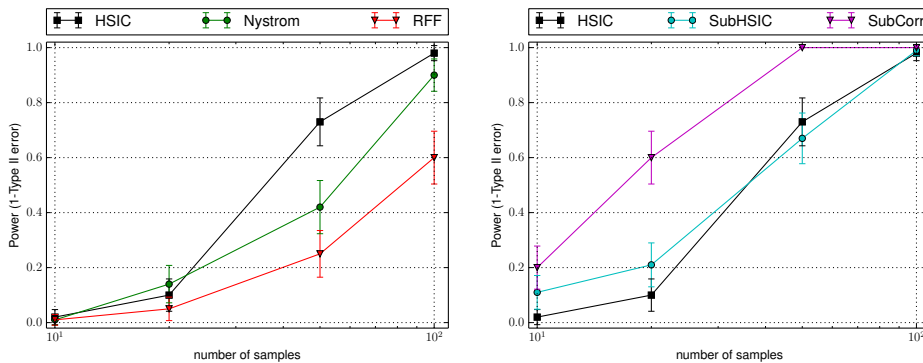 HSIC Nystrom RFF
1.0
0.8
0.6
0.4
0.2
0.0
Power (1-Type II error)
10¹ 10²
number of samples
HSIC SubHSIC SubCorr
1.0
0.8
0.6
0.4
0.2
0.0
Power (1-Type II error)
10¹ 10²
number of samples